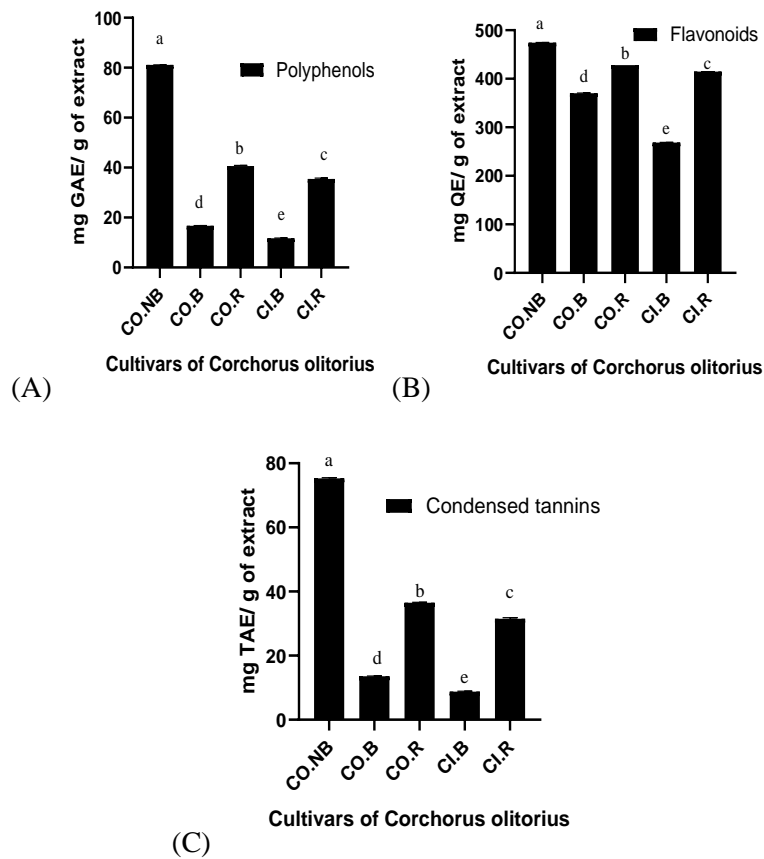 100
80
60
40
20
0
mg GAE/ g of extract
a
d
b
e
c
Polyphenols
CO.NB
CO.B
CO.R
CI.B
CI.R
Cultivars of Corchorus olitorius
(A)
500
400
300
200
100
0
mg QE/ g of extract
a
d
b
e
c
Flavonoids
CO.NB
CO.B
CO.R
CI.B
CI.R
Cultivars of Corchorus olitorius
(B)
80
60
40
20
0
mg TAE/ g of extract
a
d
b
e
c
Condensed tannins
CO.NB
CO.B
CO.R
CI.B
CI.R
Cultivars of Corchorus olitorius
(C)